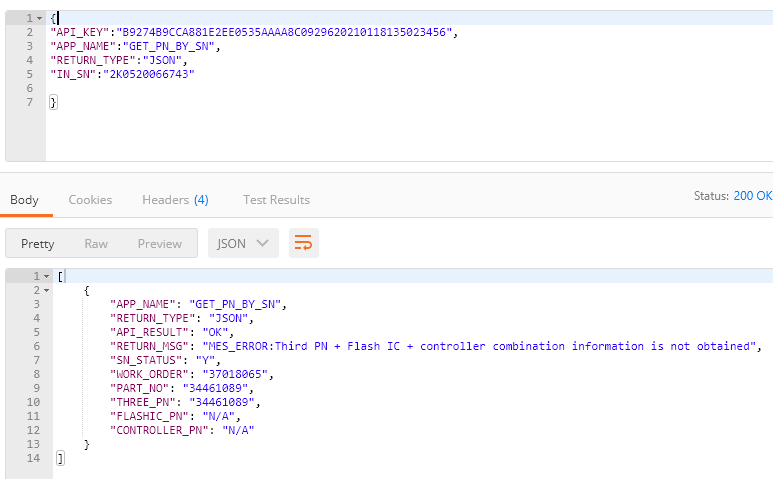 1 {
2 "API_KEY":"B9274B9CCA881E2EE0535AAAA8C0929620210118135023456",
3 "APP_NAME":"GET_PN_BY_SN",
4 "RETURN_TYPE":"JSON",
5 "IN_SN":"2K0520066743"
6
7 }
Body Cookies Headers (4) Test Results Status: 200 OK
Pretty Raw Preview JSON
1 [
2 {
3 "APP_NAME": "GET_PN_BY_SN",
4 "RETURN_TYPE": "JSON",
5 "API_RESULT": "OK",
6 "RETURN_MSG": "MES_ERROR:Third PN + Flash IC + controller combination information is not obtained",
7 "SN_STATUS": "Y",
8 "WORK_ORDER": "37018065",
9 "PART_NO": "34461089",
10 "THREE_PN": "34461089",
11 "FLASHIC_PN": "N/A",
12 "CONTROLLER_PN": "N/A"
13 }
14 ]